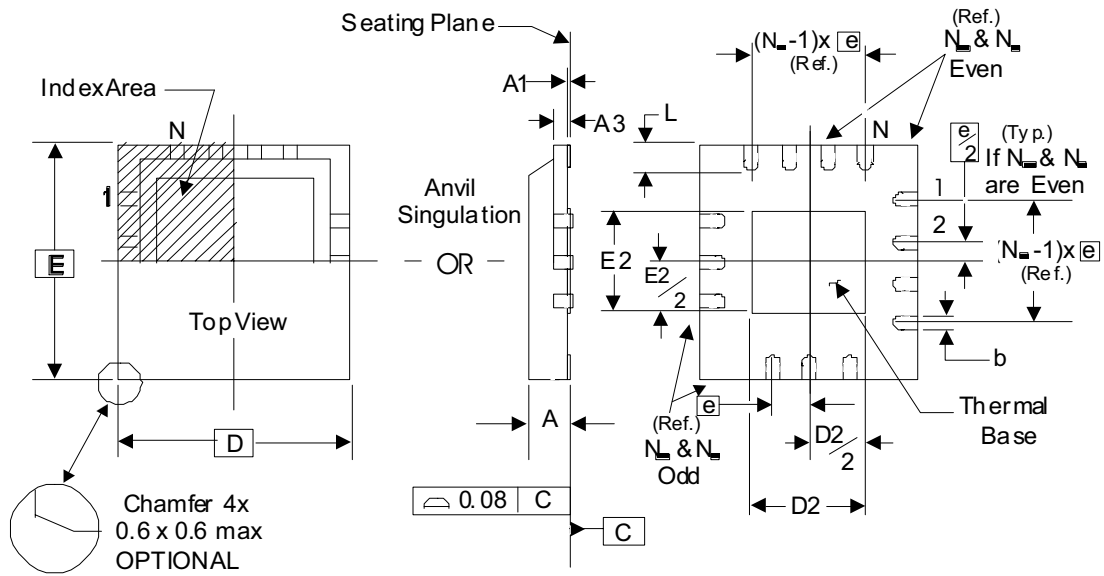 Seating Plane
Index Area
N
1
E
Top View
D
Chamfer 4x
0.6 x 0.6 max
OPTIONAL
A1
A3
Anvil
Singulation
OR
A
0.08 C
C
L
E2
E2
2
(N -1)x e
(Ref.)
(Ref.)
N & N
Even
N
e
2
(Typ.)
If N & N
are Even
1
2
(N -1)x e
(Ref.)
b
Thermal
Base
(Ref.)
N & N
Odd
e
D2
2
D2